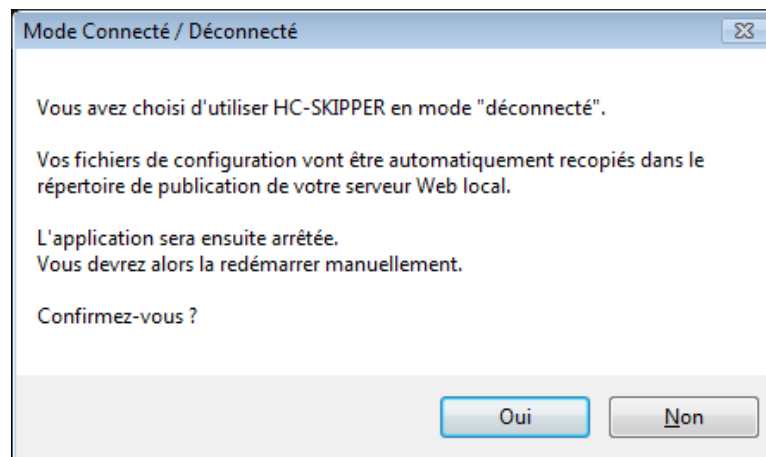 Mode Connecté / Déconnecté
Vous avez choisi d'utiliser HC-SKIPPER en mode "déconnecté".
Vos fichiers de configuration vont être automatiquement recopiés dans le
répertoire de publication de votre serveur Web local.
L'application sera ensuite arrêtée.
Vous devrez alors la redémarrer manuellement.
Confirmez-vous ?
Oui
Non